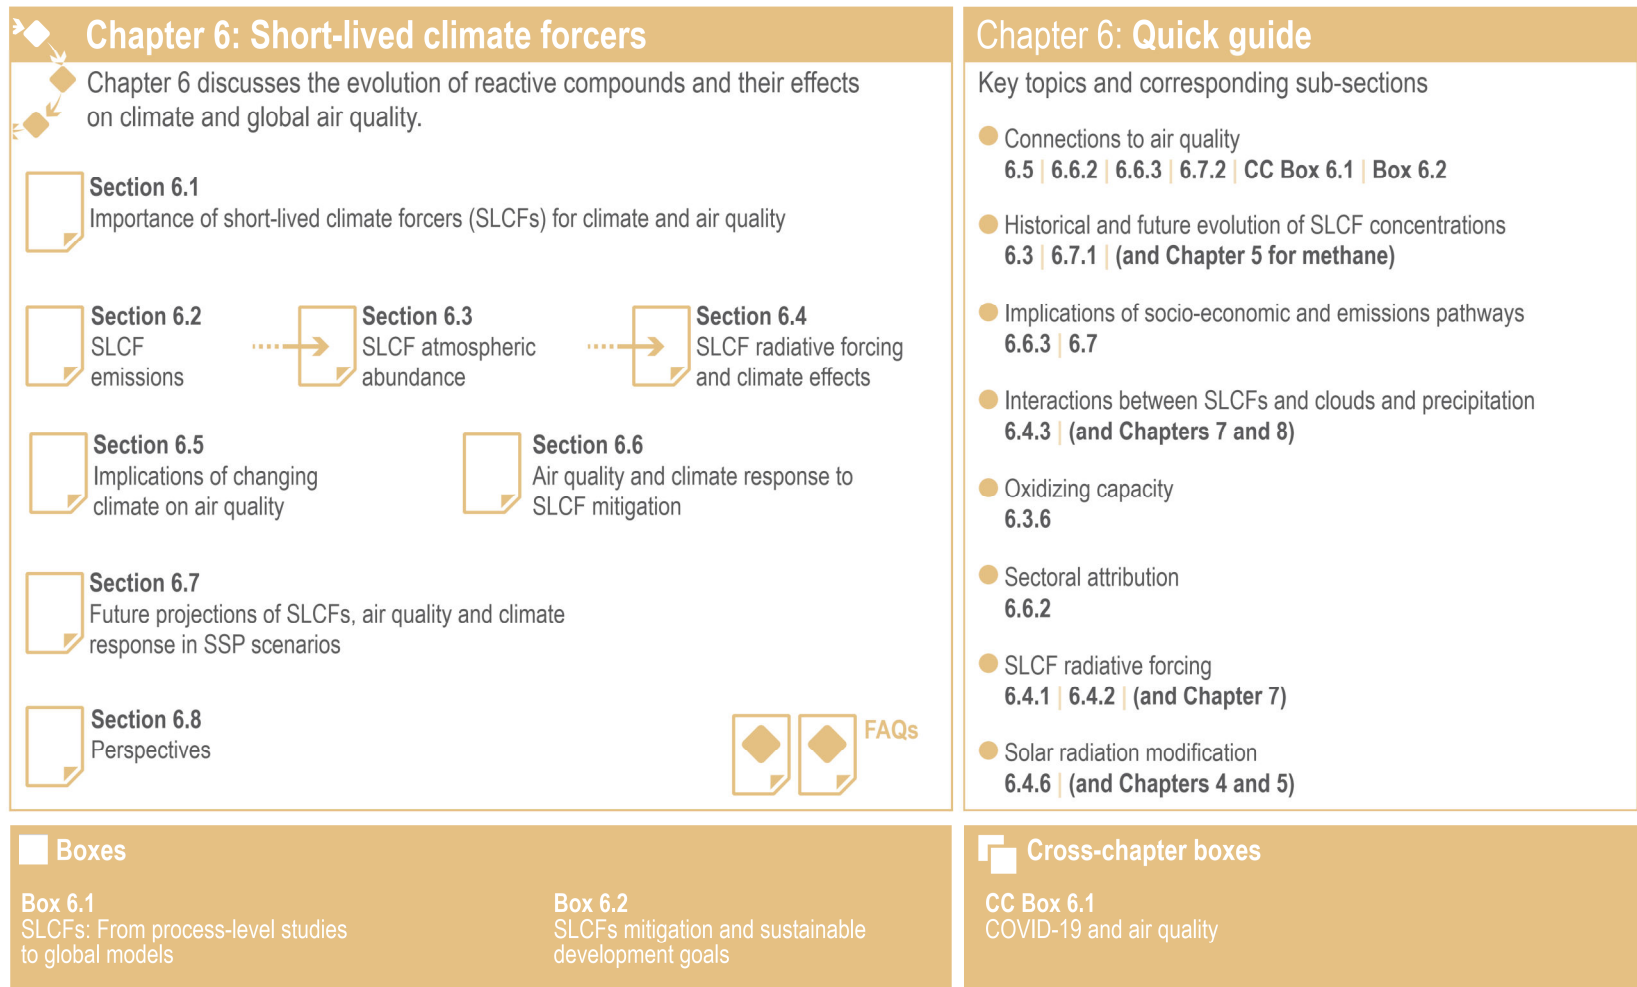 Chapter 6: Short-lived climate forcers
Chapter 6 discusses the evolution of reactive compounds and their effects
on climate and global air quality.
Section 6.1
Importance of short-lived climate forcers (SLCFs) for climate and air quality
Section 6.2
SLCF
emissions
Section 6.3
SLCF atmospheric
abundance
Section 6.4
SLCF radiative forcing
and climate effects
Section 6.5
Implications of changing
climate on air quality
Section 6.6
Air quality and climate response to
SLCF mitigation
Section 6.7
Future projections of SLCFs, air quality and climate
response in SSP scenarios
Section 6.8
Perspectives
FAQs
Chapter 6: Quick guide
Key topics and corresponding sub-sections
Connections to air quality
6.5 | 6.6.2 | 6.6.3 | 6.7.2 | CC Box 6.1 | Box 6.2
Historical and future evolution of SLCF concentrations
6.3 | 6.7.1 | (and Chapter 5 for methane)
Implications of socio-economic and emissions pathways
6.6.3 | 6.7
Interactions between SLCFs and clouds and precipitation
6.4.3 | (and Chapters 7 and 8)
Oxidizing capacity
6.3.6
Sectoral attribution
6.6.2
SLCF radiative forcing
6.4.1 | 6.4.2 | (and Chapter 7)
Solar radiation modification
6.4.6 | (and Chapters 4 and 5)
Boxes
Box 6.1
SLCFs: From process-level studies
to global models
Box 6.2
SLCFs mitigation and sustainable
development goals
Cross-chapter boxes
CC Box 6.1
COVID-19 and air quality